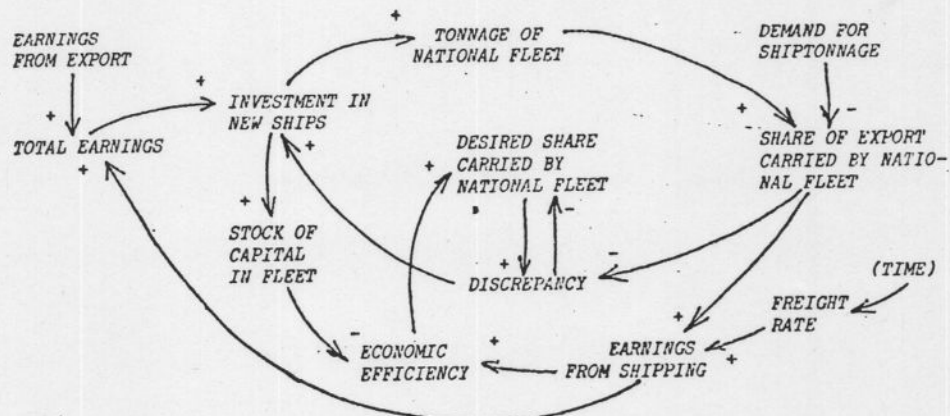 EARNINGS
FROM EXPORT
+
TOTAL EARNINGS
+
+
INVESTMENT IN
NEW SHIPS
+
+
TONNAGE OF
NATIONAL FLEET
DEMAND FOR
SHIPTONNAGE
+
-
SHARE OF EXPORT
CARRIED BY NATIO-
NAL FLEET
+
DESIRED SHARE
CARRIED BY
NATIONAL FLEET
-
+
STOCK OF
CAPITAL
IN FLEET
+
-
DISCREPANCY
(TIME)
FREIGHT
RATE
+
+
EARNINGS
FROM SHIPPING
+
-
ECONOMIC
EFFICIENCY